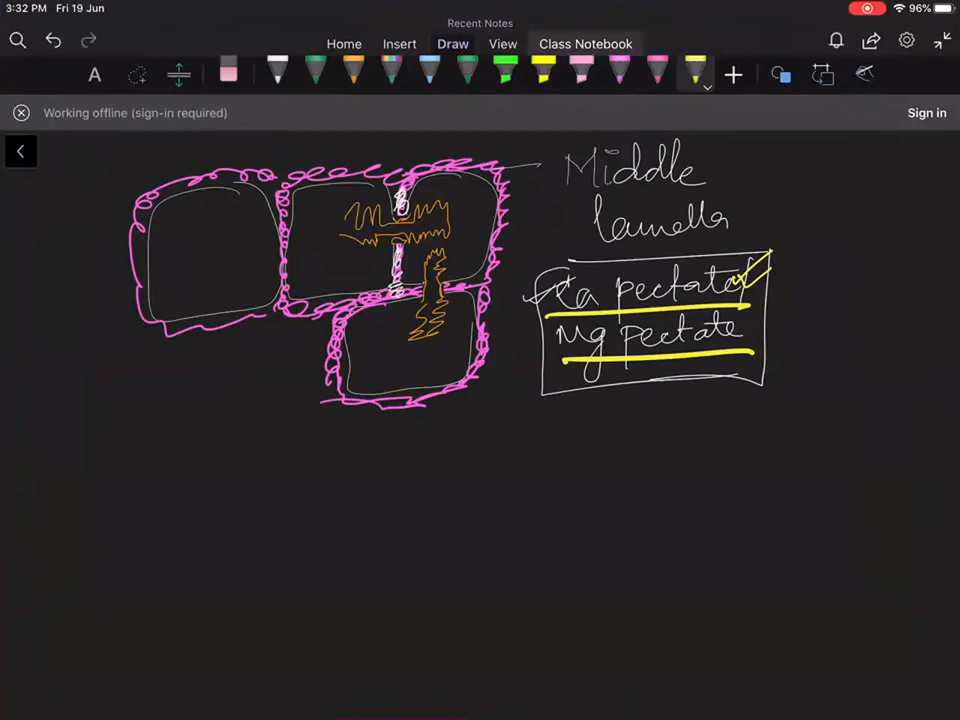 3:32 PM Fri 19 Jun
96%
Recent Notes
Home Insert Draw View Class Notebook
A
Working offline (sign-in required)
Sign in
Middle
lamella
Ca pectate
Mg pectate